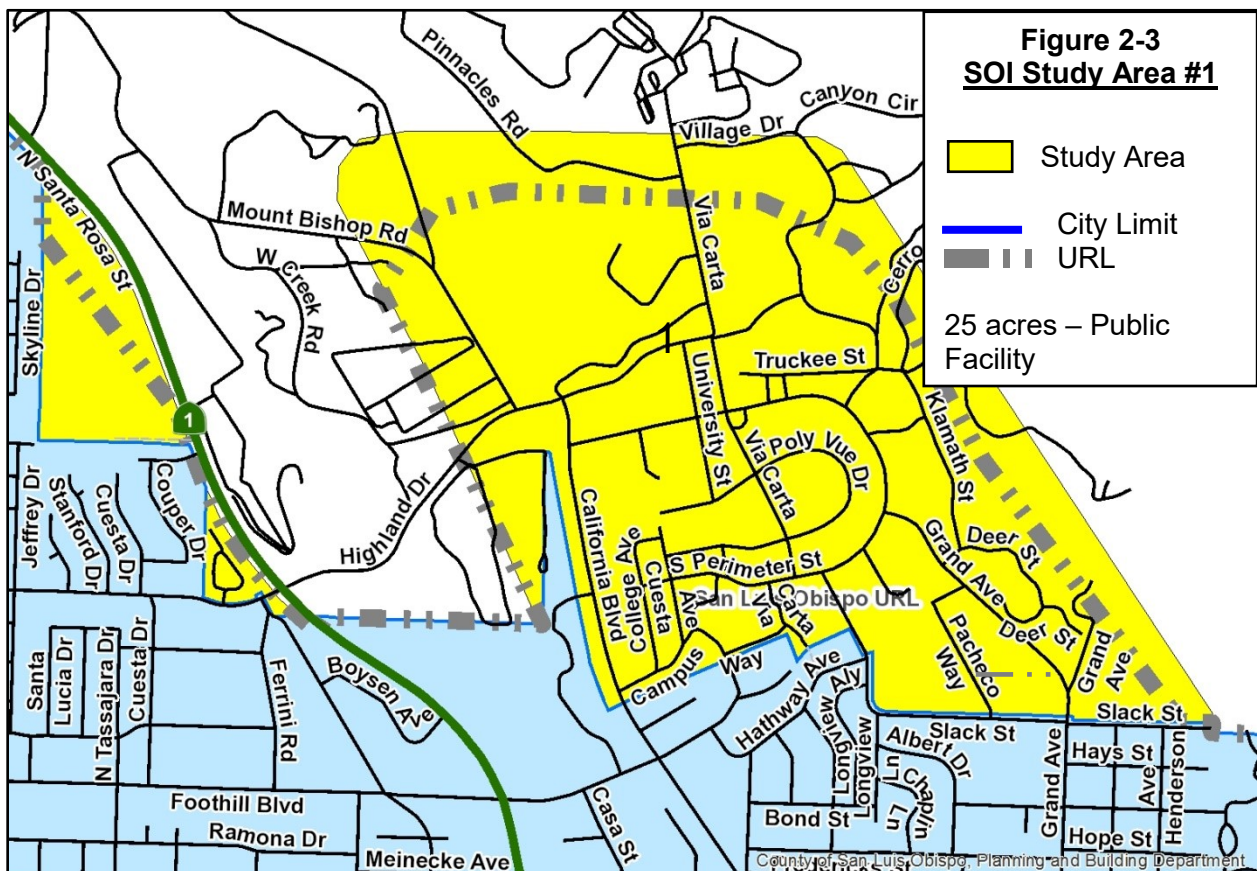 Figure 2-3
SOI Study Area #1
Study Area
City Limit
URL
25 acres – Public
Facility
Pinnacles Rd
Canyon Cir
Village Dr
N Santa Rosa St
Mount Bishop Rd
Via Carta
W Creek Rd
Cerro
Skyline Dr
Truckee St
University St
Klamath St
1
Via Carta
Poly Vue Dr
Jeffrey Dr
Stanford Dr
Cuesta Dr
Couper Dr
Highland Dr
California Blvd
College Ave
Cuesta
Ave
S Perimeter St
Grand Ave
Deer St
San Luis Obispo URL
Via
Carta
Deer St
Pacheco
Way
Grand
Ave
Campus Way
Santa
Lucia Dr
N Tassajara Dr
Cuesta Dr
Ferrini Rd
Boysen Ave
Hathway Ave
Longview Aly
Longview
Ln
Slack St
Slack St
Albert Dr
Chaplin
Ln
Grand Ave
Hays St
Ave
Henderson
Foothill Blvd
Ramona Dr
Casa St
Bond St
Hope St
Meinecke Ave
Fredericks St
County of San Luis Obispo, Planning and Building Department